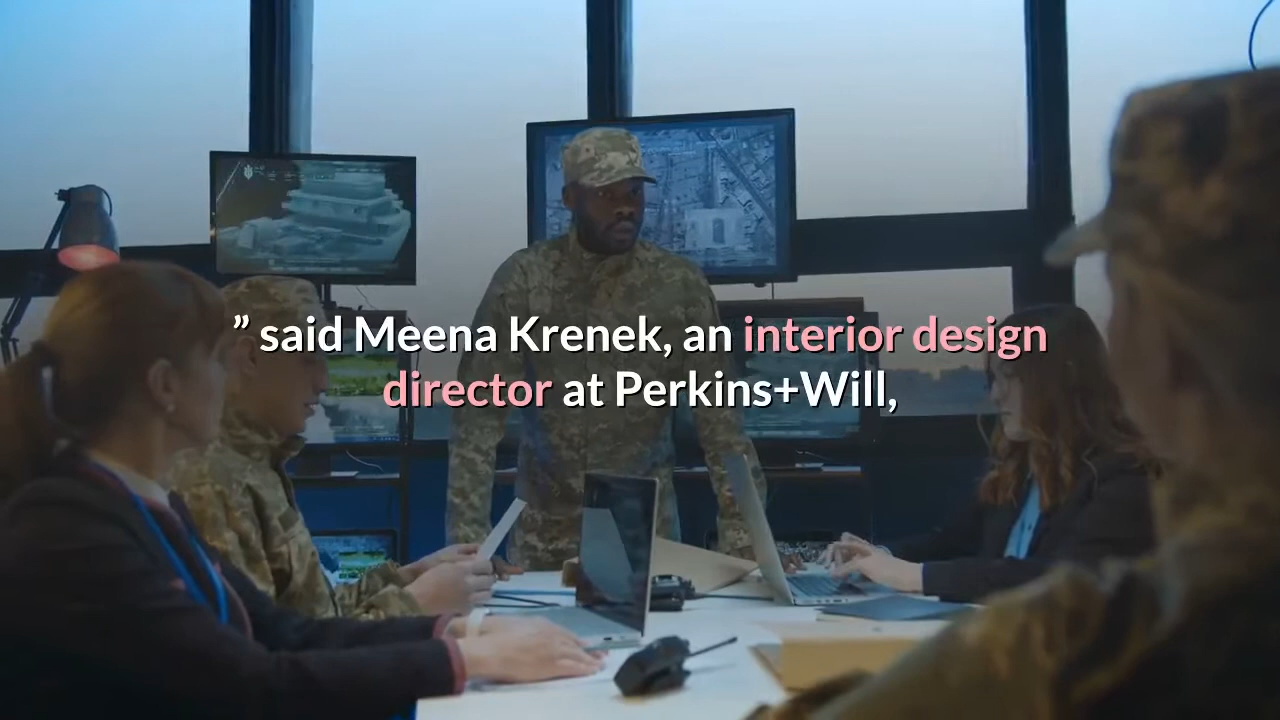 ” said Meena Krenek, an interior design
director at Perkins+Will,